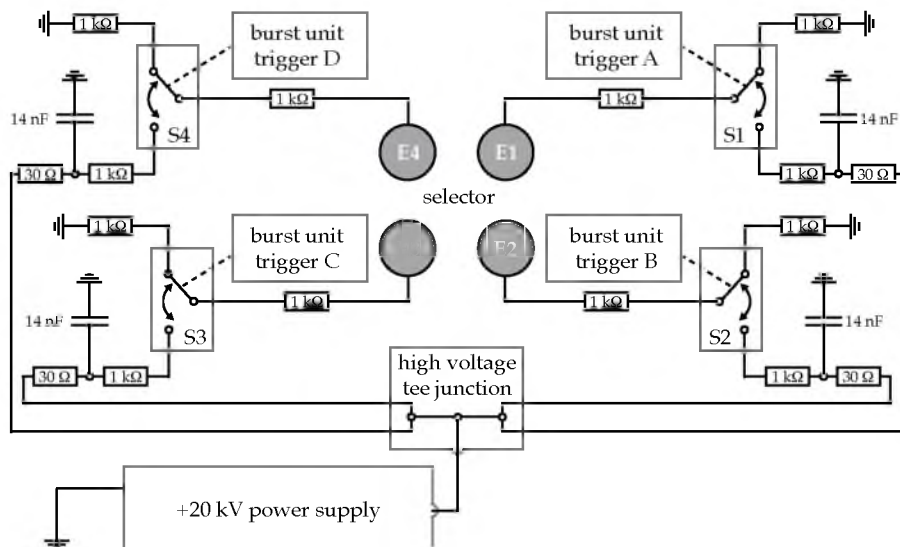 1 kΩ
burst unit
trigger D
burst unit
trigger A
1 kΩ
14 nF
1 kΩ
S4
E4
E1
1 kΩ
S1
14 nF
30 Ω
1 kΩ
selector
1 kΩ
30 Ω
1 kΩ
burst unit
trigger C
E2
burst unit
trigger B
1 kΩ
14 nF
S3
1 kΩ
1 kΩ
S2
14 nF
30 Ω
1 kΩ
high voltage
tee junction
1 kΩ
30 Ω
+20 kV power supply